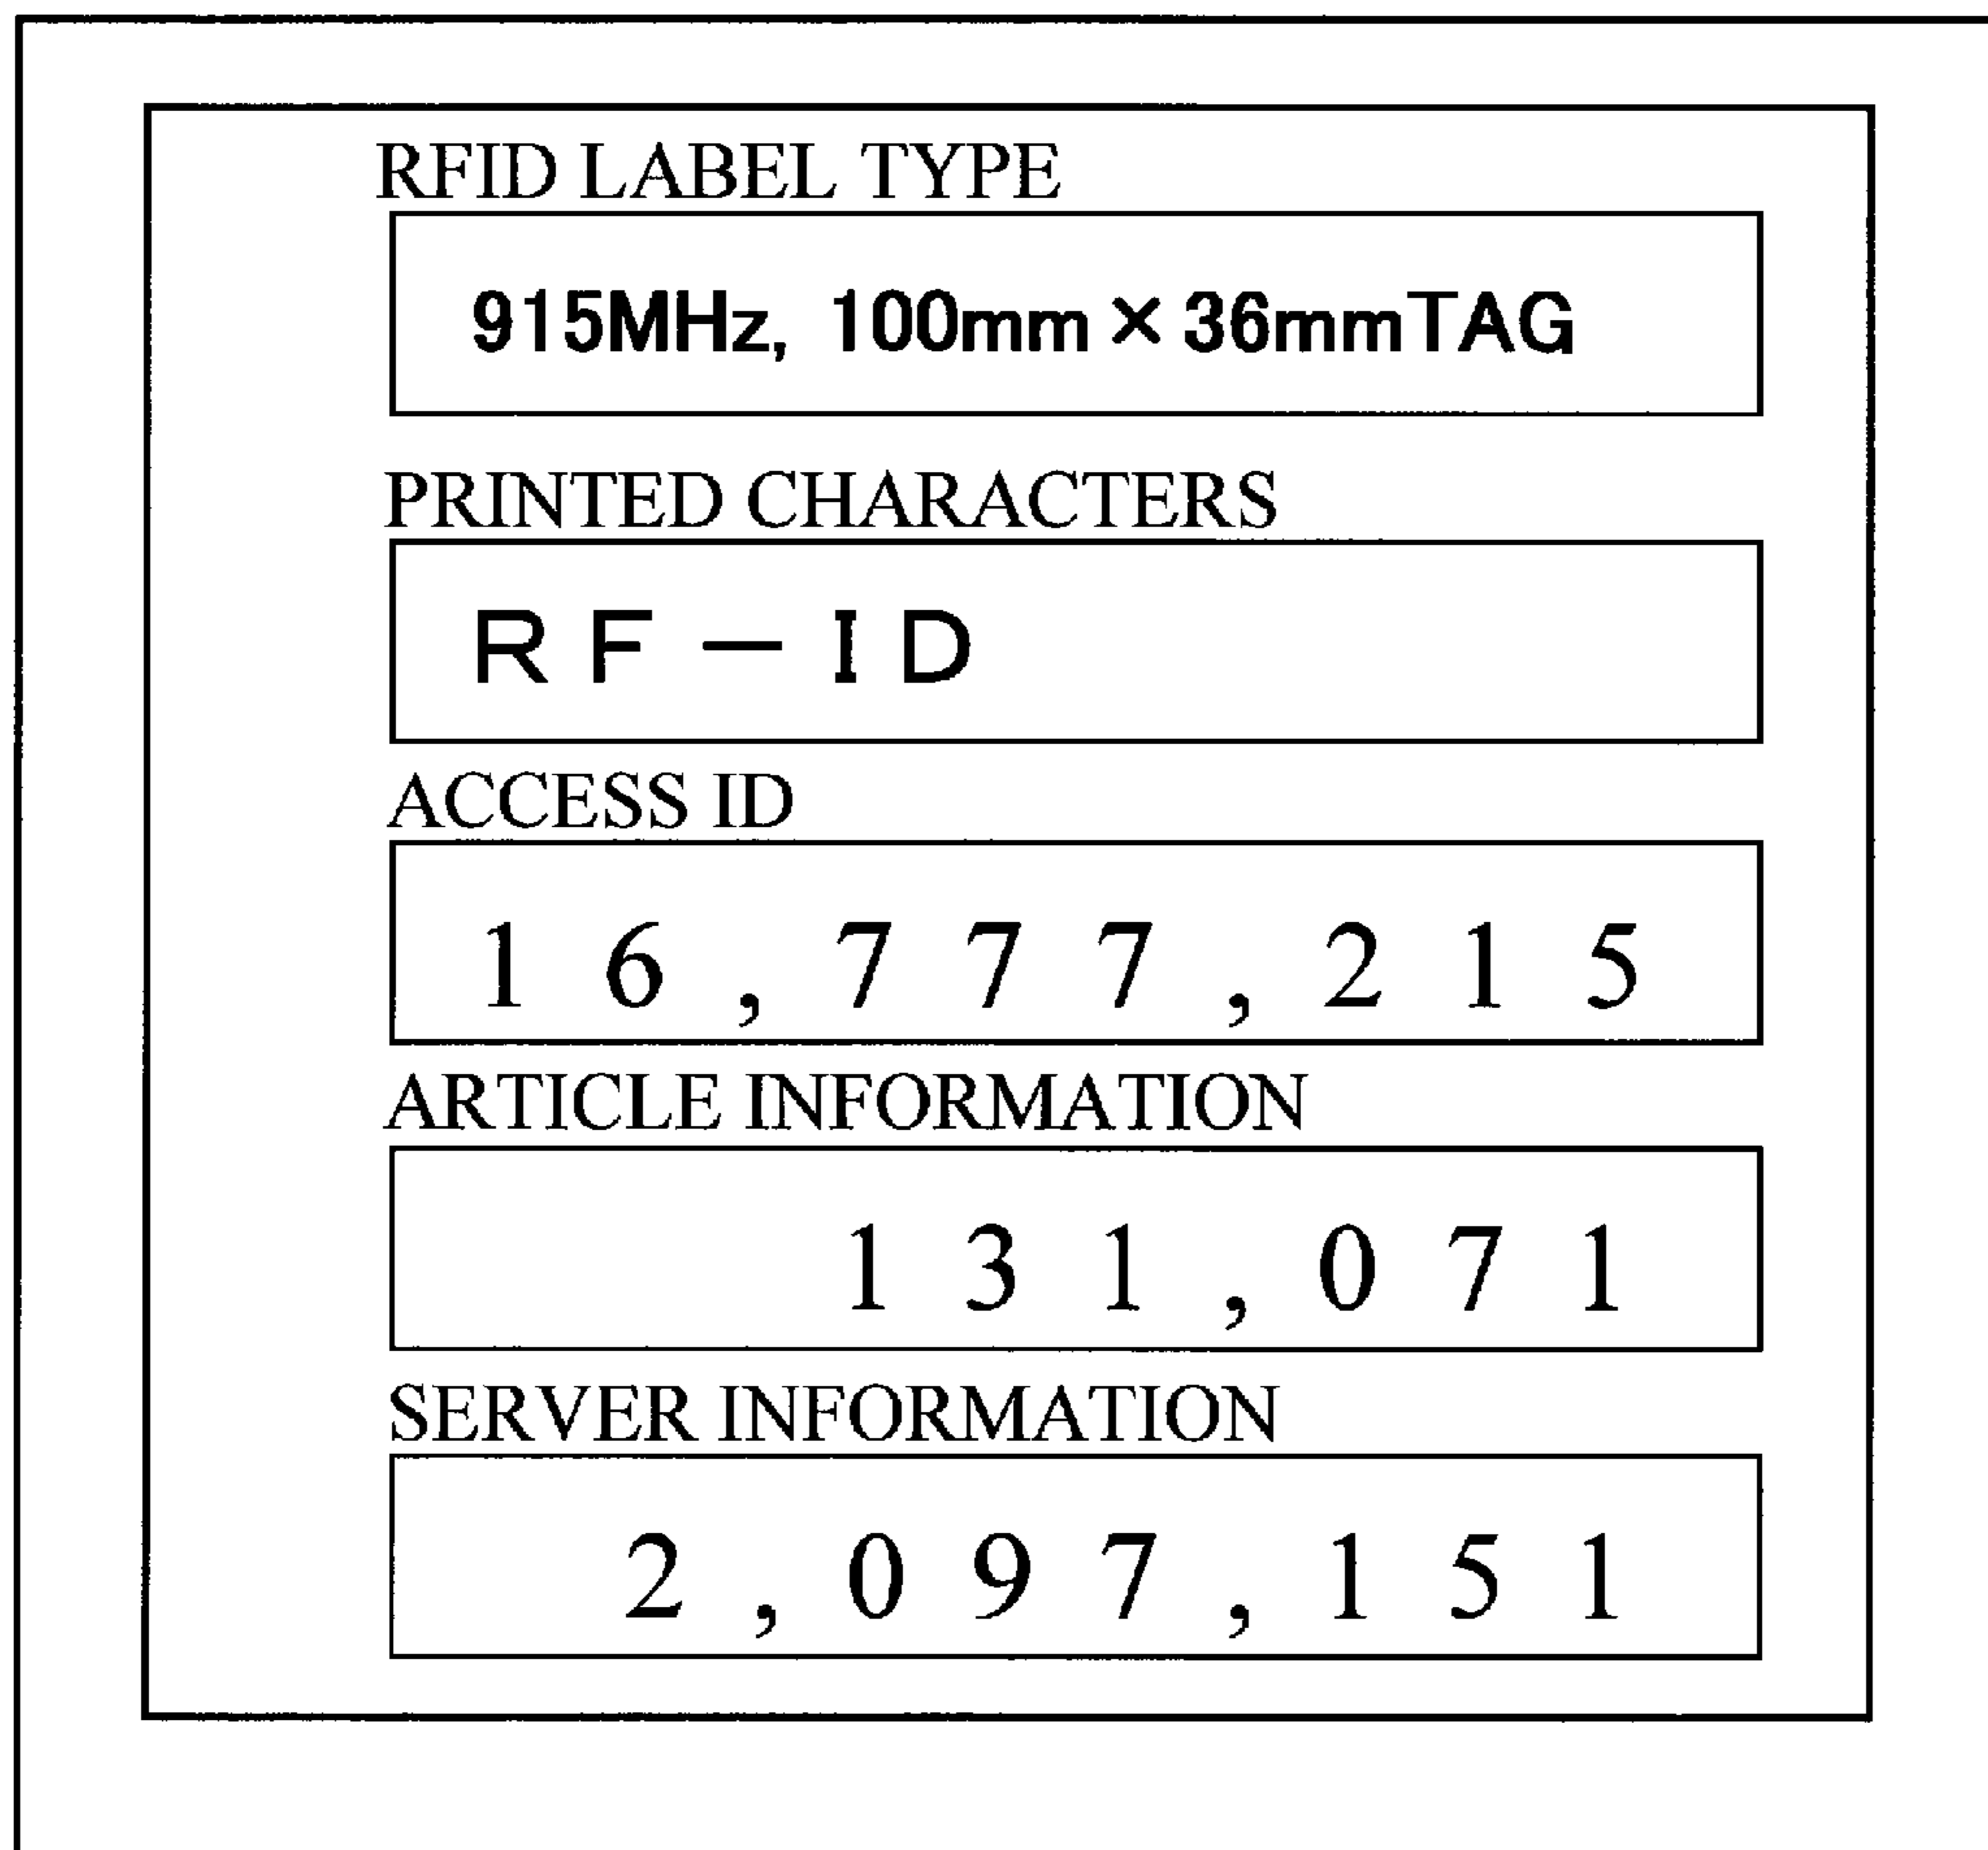 RFID LABEL TYPE
915MHz, 100mm×36mmTAG
PRINTED CHARACTERS
RF－ID
ACCESS ID
16,777,215
ARTICLE INFORMATION
131,071
SERVER INFORMATION
2,097,151